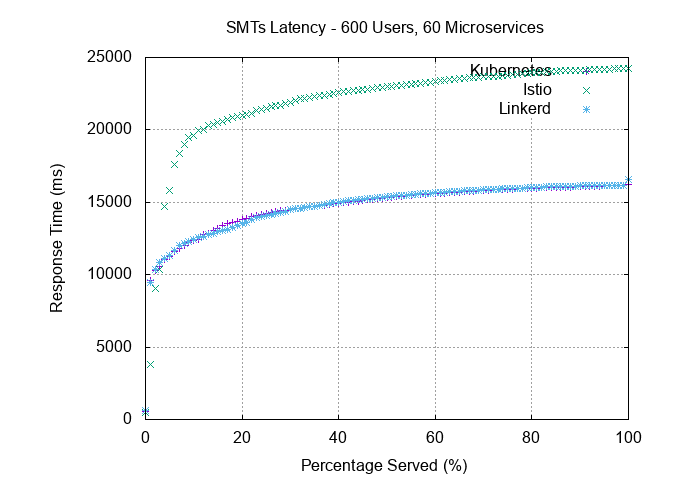 SMTs Latency - 600 Users, 60 Microservices
25000
20000
15000
10000
5000
0
Response Time (ms)
Kubernetes
Istio
Linkerd
0 20 40 60 80 100
Percentage Served (%)